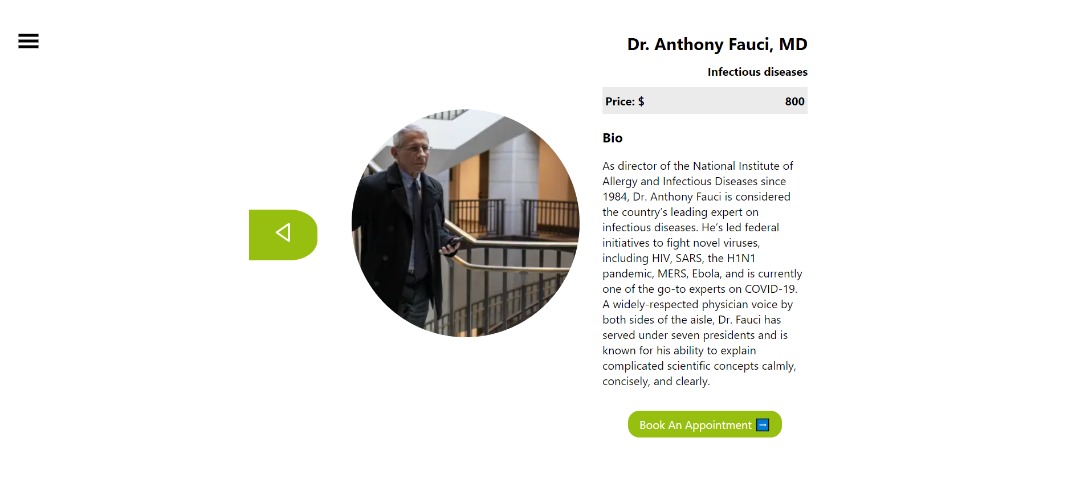 Dr. Anthony Fauci, MD
Infectious diseases
Price: $ 800
Bio
As director of the National Institute of
Allergy and Infectious Diseases since
1984, Dr. Anthony Fauci is considered
the country's leading expert on
infectious diseases. He's led federal
initiatives to fight novel viruses,
including HIV, SARS, the H1N1
pandemic, MERS, Ebola, and is currently
one of the go-to experts on COVID-19.
A widely-respected physician voice by
both sides of the aisle, Dr. Fauci has
served under seven presidents and is
known for his ability to explain
complicated scientific concepts calmly,
concisely, and clearly.
Book An Appointment ➡️